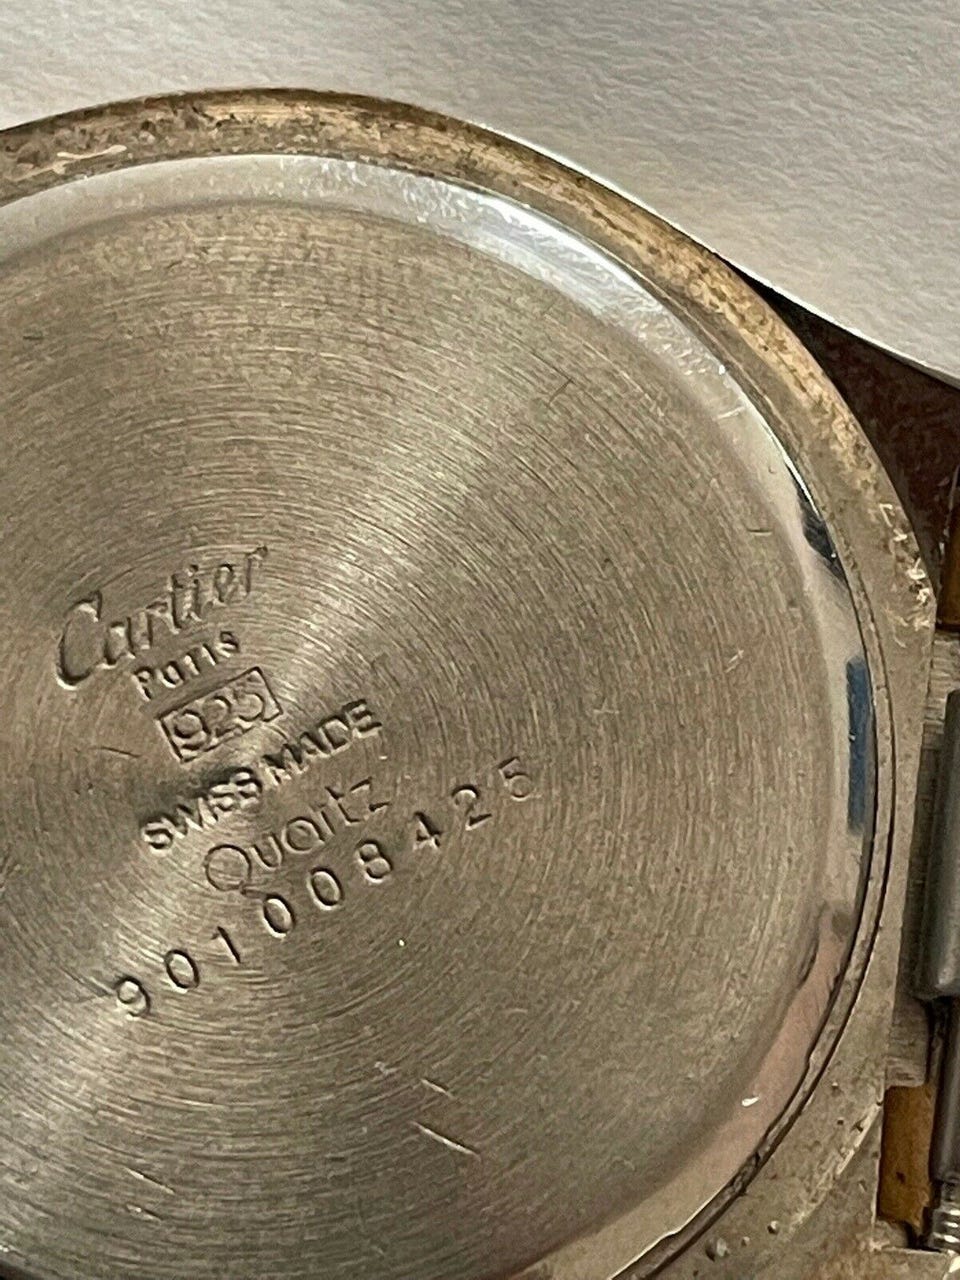 Cartier
Paris
925
SWISS MADE
Quartz
901008425